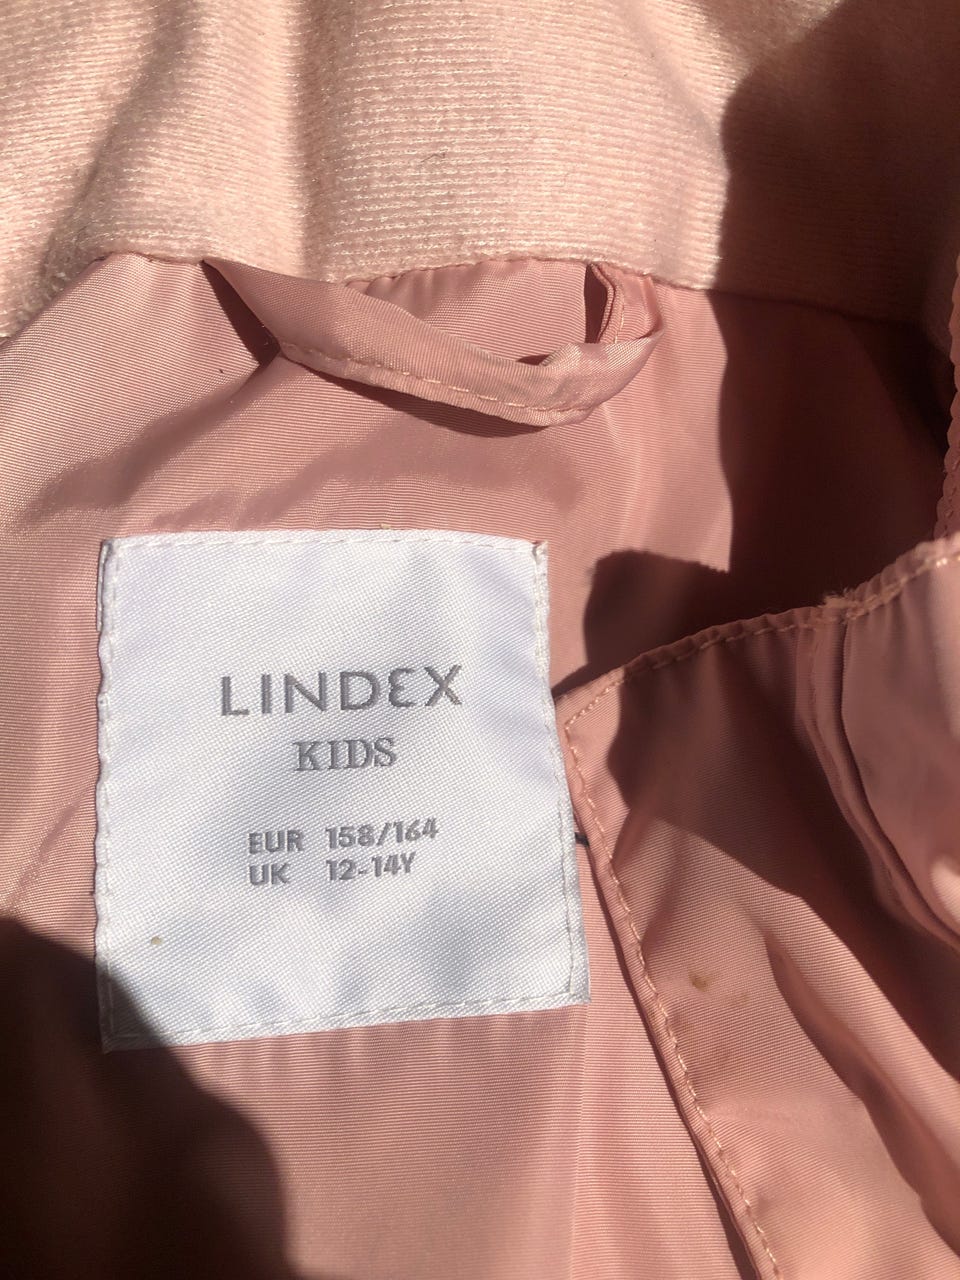 LINDEX
KIDS
EUR 158/164
UK 12-14Y